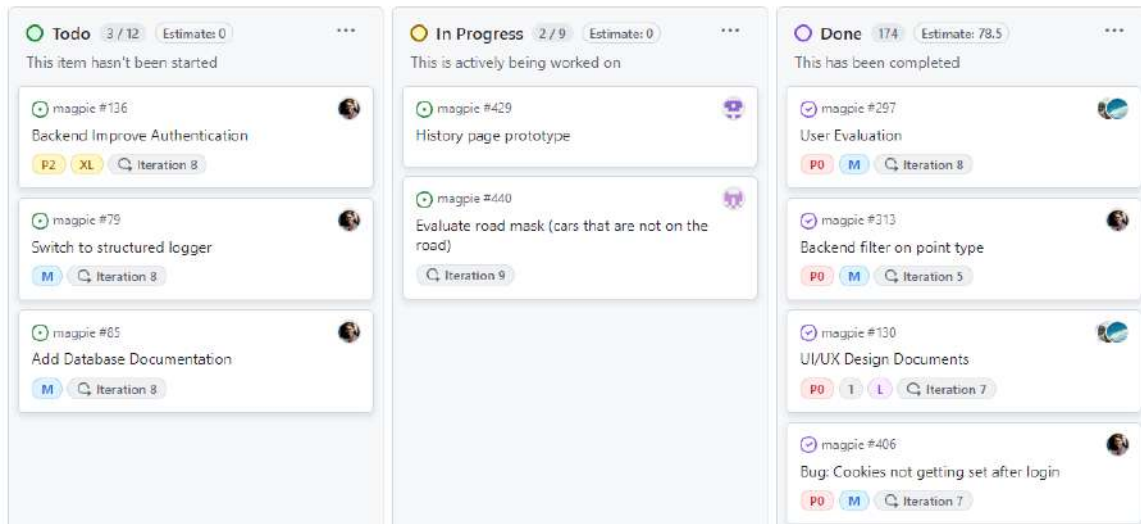 Todo 3 / 12 Estimate: 0 ...
This item hasn't been started
magpie #136
Backend Improve Authentication
P2 XL Iteration 8
magpie #79
Switch to structured logger
M Iteration 8
magpie #85
Add Database Documentation
M Iteration 8
In Progress 2 / 9 Estimate: 0 ...
This is actively being worked on
magpie #429
History page prototype
magpie #440
Evaluate road mask (cars that are not on the
road)
Iteration 9
Done 174 Estimate: 78.5 ...
This has been completed
magpie #297
User Evaluation
P0 M Iteration 8
magpie #313
Backend filter on point type
P0 M Iteration 5
magpie #130
UI/UX Design Documents
P0 1 L Iteration 7
magpie #406
Bug: Cookies not getting set after login
P0 M Iteration 7